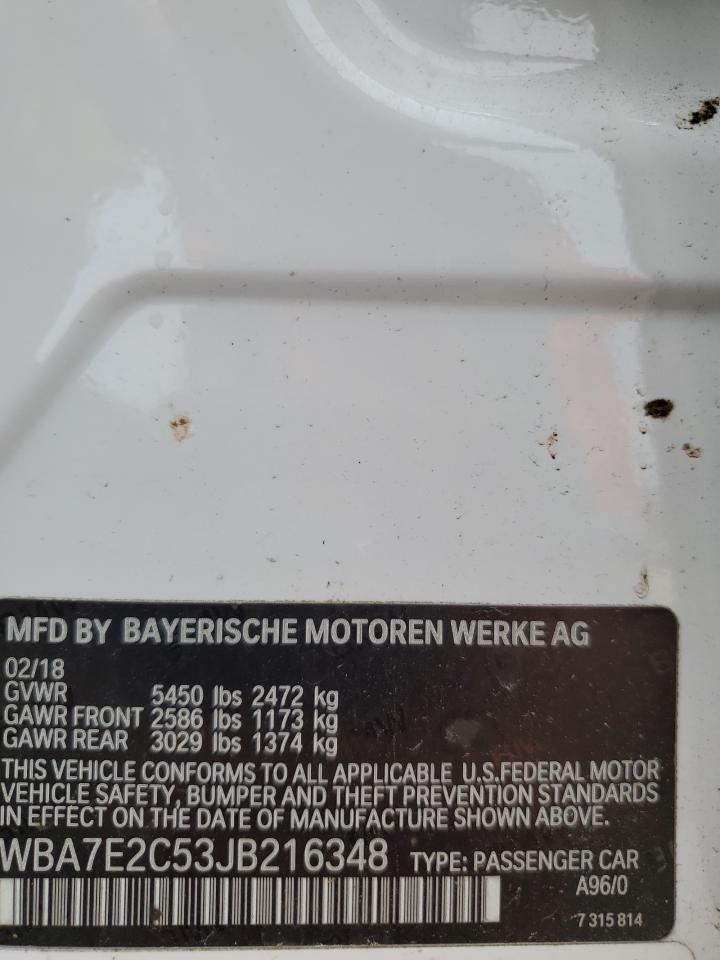 MFD BY BAYERISCHE MOTOREN WERKE AG
02/18
GVWR 5450 lbs 2472 kg
GAWR FRONT 2586 lbs 1173 kg
GAWR REAR 3029 lbs 1374 kg
THIS VEHICLE CONFORMS TO ALL APPLICABLE U.S.FEDERAL MOTOR
VEHICLE SAFETY, BUMPER AND THEFT PREVENTION STANDARDS
IN EFFECT ON THE DATE OF MANUFACTURE SHOWN ABOVE.
WBA7E2C53JB216348 TYPE: PASSENGER CAR
A96/0
7 315 814